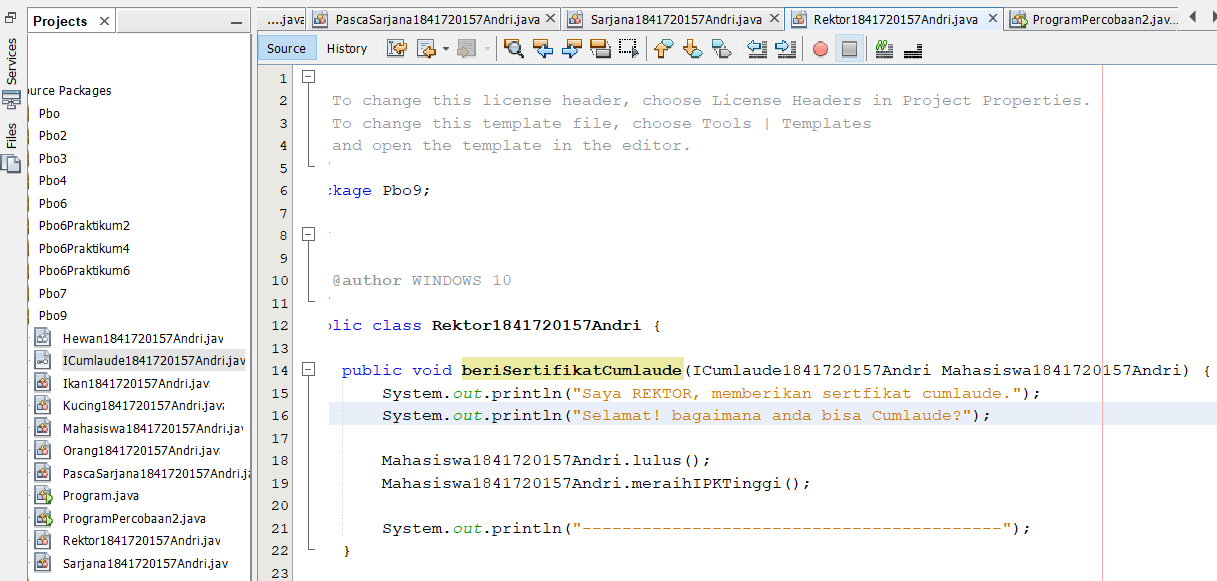 Projects
....java
PascaSarjana1841720157Andri.java
Sarjana1841720157Andri.java
Rektor1841720157Andri.java
ProgramPercobaan2.jav...
Source
History
Services
Files
urce Packages
Pbo
Pbo2
Pbo3
Pbo4
Pbo6
Pbo6Praktikum2
Pbo6Praktikum4
Pbo6Praktikum6
Pbo7
Pbo9
Hewan1841720157Andri.jav
ICumlaude1841720157Andri.jav
Ikan1841720157Andri.java
Kucing1841720157Andri.java
Mahasiswa1841720157Andri.jav
Orang1841720157Andri.jav
PascaSarjana1841720157Andri.ja
Program.java
ProgramPercobaan2.java
Rektor1841720157Andri.jav
Sarjana1841720157Andri.jav
1
2 To change this license header, choose License Headers in Project Properties.
3 To change this template file, choose Tools | Templates
4 and open the template in the editor.
5
6 kage Pbo9;
7
8
9
10 @author WINDOWS 10
11
12 lic class Rektor1841720157Andri {
13
14 public void beriSertifikatCumlaude(ICumlaude1841720157Andri Mahasiswa1841720157Andri) {
15 System.out.println("Saya REKTOR, memberikan sertfikat cumlaude.");
16 System.out.println("Selamat! bagaimana anda bisa Cumlaude?");
17
18 Mahasiswa1841720157Andri.lulus();
19 Mahasiswa1841720157Andri.meraihIPKTinggi();
20
21 System.out.println("------------------------------------------");
22 }
23